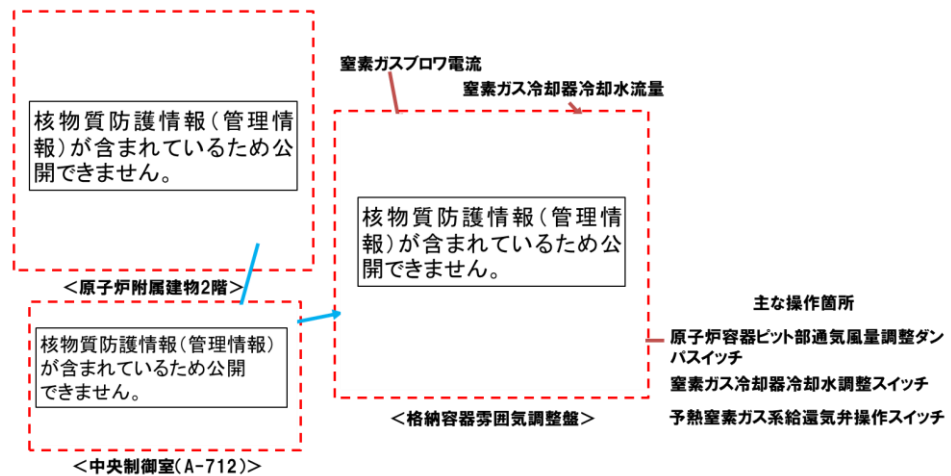 核物質防護情報(管理情
報)が含まれているため公
開できません。
<原子炉附属建物2階>
核物質防護情報(管理情報)
が含まれているため公開
できません。
<中央制御室(A-712)>
窒素ガスブロワ電流
窒素ガス冷却器冷却水流量
核物質防護情報(管理情
報)が含まれているため公
開できません。
<格納容器雰囲気調整盤>
主な操作箇所
原子炉容器ピット部通気風量調整ダン
パスイッチ
窒素ガス冷却器冷却水調整スイッチ
予熱窒素ガス系給還気弁操作スイッチ